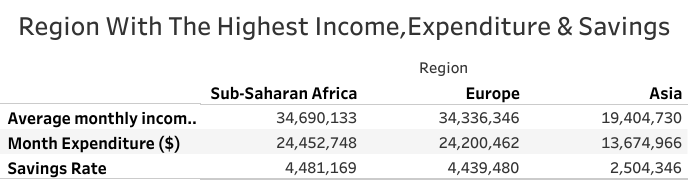 Region With The Highest Income,Expenditure & Savings
Region
Sub-Saharan Africa Europe Asia
Average monthly incom.. 34,690,133 34,336,346 19,404,730
Month Expenditure ($) 24,452,748 24,200,462 13,674,966
Savings Rate 4,481,169 4,439,480 2,504,346